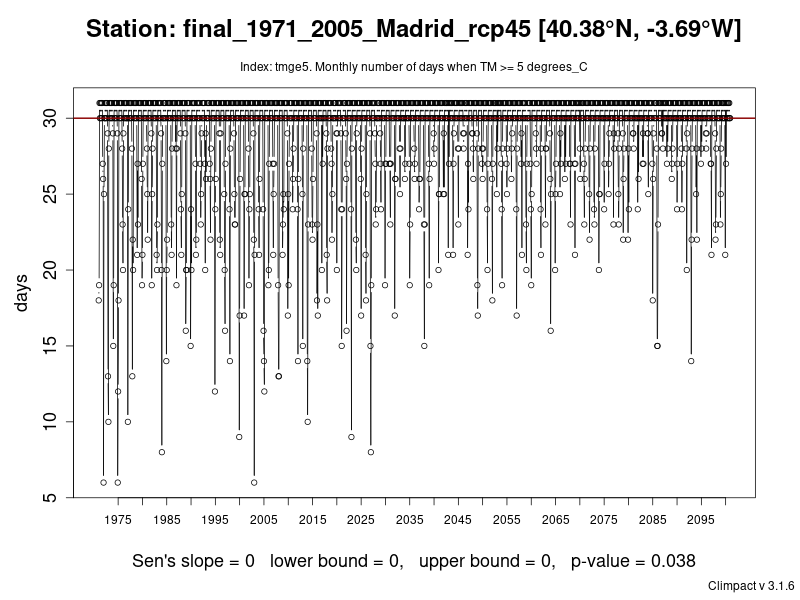 Station: final_1971_2005_Madrid_rcp45 [40.38°N, -3.69°W]
Index: tmge5. Monthly number of days when TM >= 5 degrees_C
days
30
25
20
15
10
5
1975 1985 1995 2005 2015 2025 2035 2045 2055 2065 2075 2085 2095
Sen's slope = 0 lower bound = 0, upper bound = 0, p-value = 0.038
Climpact v 3.1.6